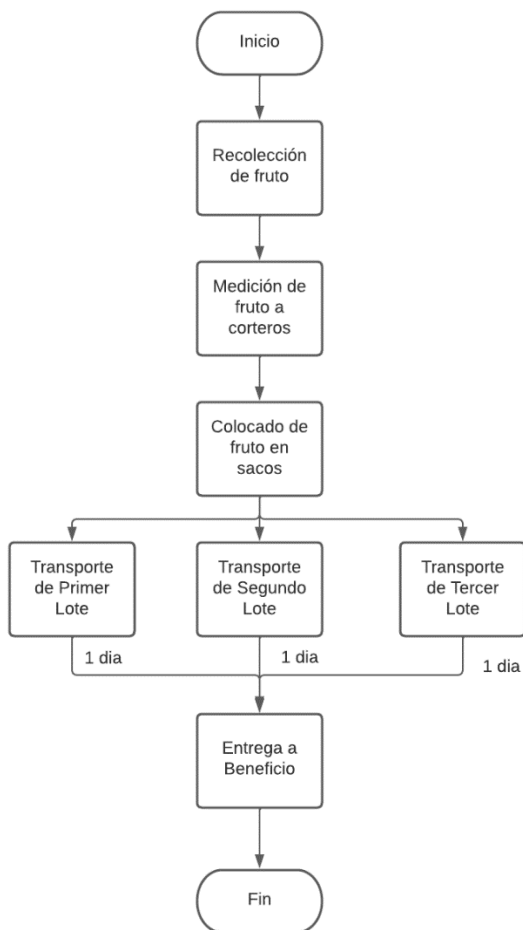 Inicio
Recolección
de fruto
Medición de
fruto a
corteros
Colocado de
fruto en
sacos
Transporte
de Primer
Lote
Transporte
de Segundo
Lote
Transporte
de Tercer
Lote
1 dia
1 dia
1 dia
Entrega a
Beneficio
Fin